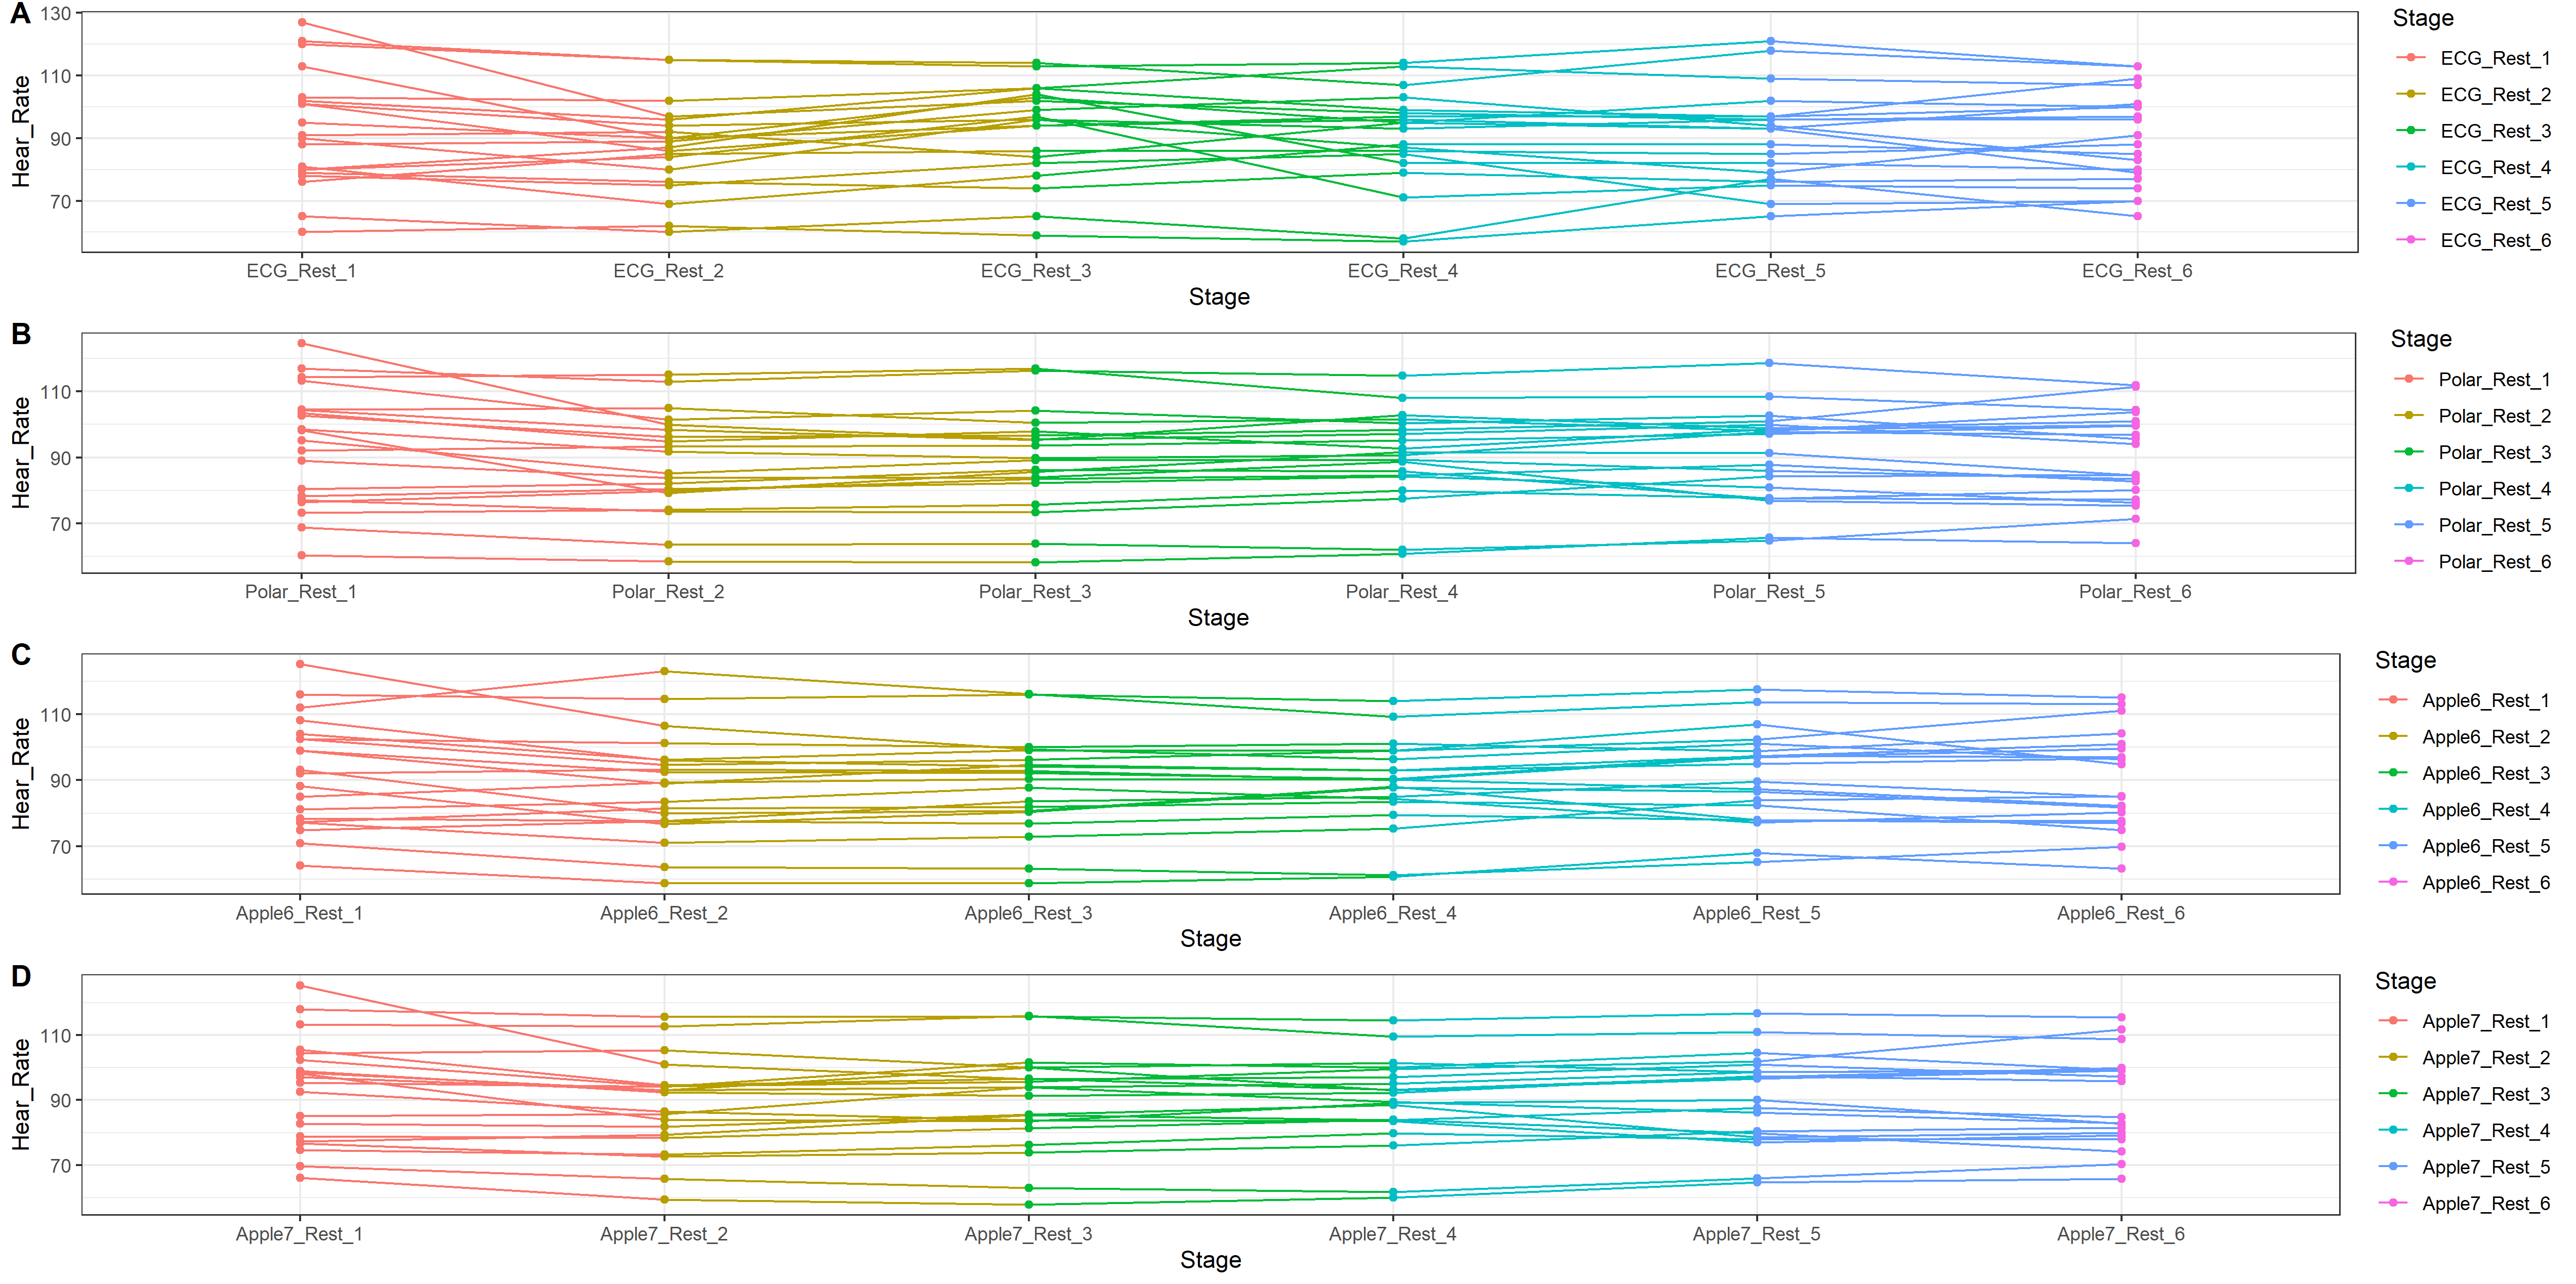 A
130
110
90
70
Hear_Rate
ECG_Rest_1 ECG_Rest_2 ECG_Rest_3 ECG_Rest_4 ECG_Rest_5 ECG_Rest_6
Stage
Stage
ECG_Rest_1
ECG_Rest_2
ECG_Rest_3
ECG_Rest_4
ECG_Rest_5
ECG_Rest_6
B
110
90
70
Hear_Rate
Polar_Rest_1 Polar_Rest_2 Polar_Rest_3 Polar_Rest_4 Polar_Rest_5 Polar_Rest_6
Stage
Stage
Polar_Rest_1
Polar_Rest_2
Polar_Rest_3
Polar_Rest_4
Polar_Rest_5
Polar_Rest_6
C
110
90
70
Hear_Rate
Apple6_Rest_1 Apple6_Rest_2 Apple6_Rest_3 Apple6_Rest_4 Apple6_Rest_5 Apple6_Rest_6
Stage
Stage
Apple6_Rest_1
Apple6_Rest_2
Apple6_Rest_3
Apple6_Rest_4
Apple6_Rest_5
Apple6_Rest_6
D
110
90
70
Hear_Rate
Apple7_Rest_1 Apple7_Rest_2 Apple7_Rest_3 Apple7_Rest_4 Apple7_Rest_5 Apple7_Rest_6
Stage
Stage
Apple7_Rest_1
Apple7_Rest_2
Apple7_Rest_3
Apple7_Rest_4
Apple7_Rest_5
Apple7_Rest_6